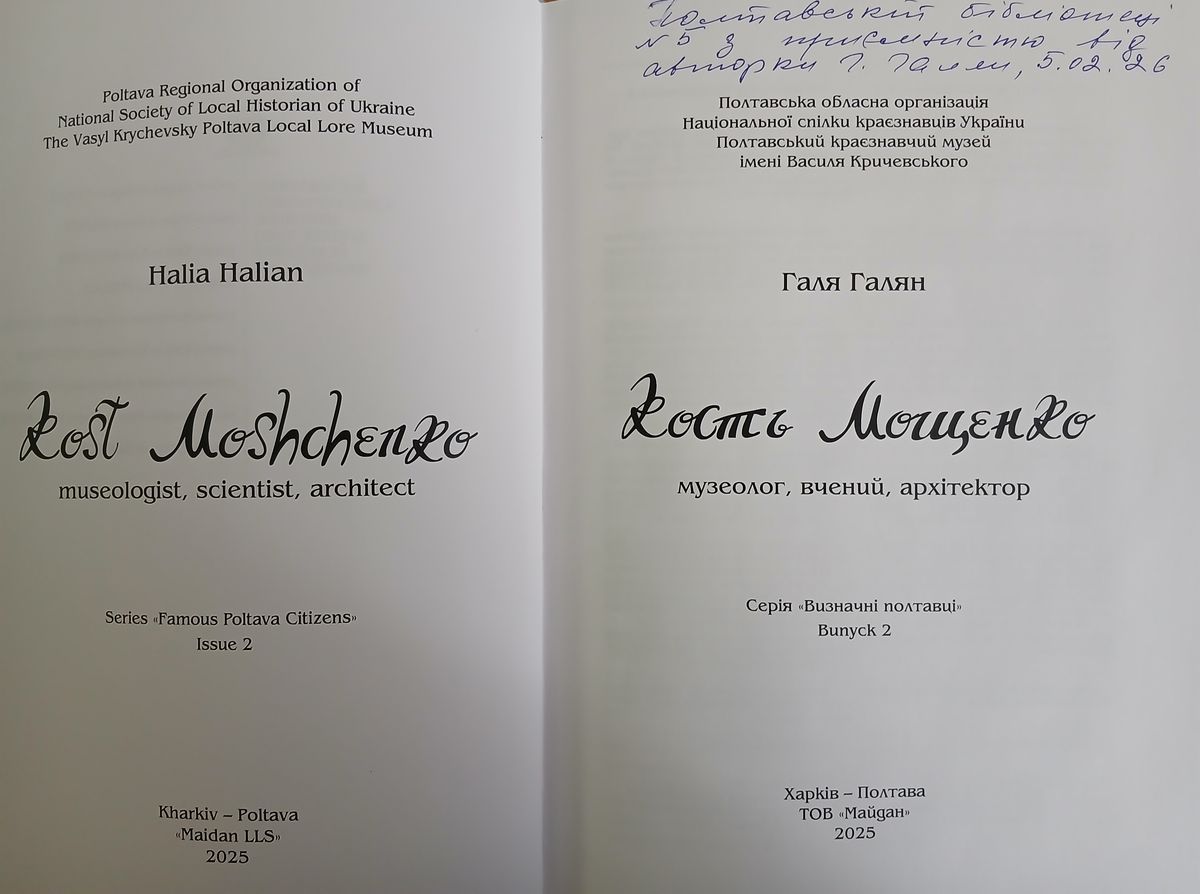 Poltava Regional Organization of
National Society of Local Historian of Ukraine
The Vasyl Krychevsky Poltava Local Lore Museum
Halia Halian
Kost Moshchenko
museologist, scientist, architect
Series «Famous Poltava Citizens»
Issue 2
Kharkiv – Poltava
«Maidan LLS»
2025
Полтавській бібліотеці
№5 з приємністю від
авторки Г. Галян, 5.02.26
Полтавська обласна організація
Національної спілки краєзнавців України
Полтавський краєзнавчий музей
імені Василя Кричевського
Галя Галян
Кость Мощенко
музеолог, вчений, архітектор
Серія «Визначні полтавці»
Випуск 2
Харків – Полтава
ТОВ «Майдан»
2025